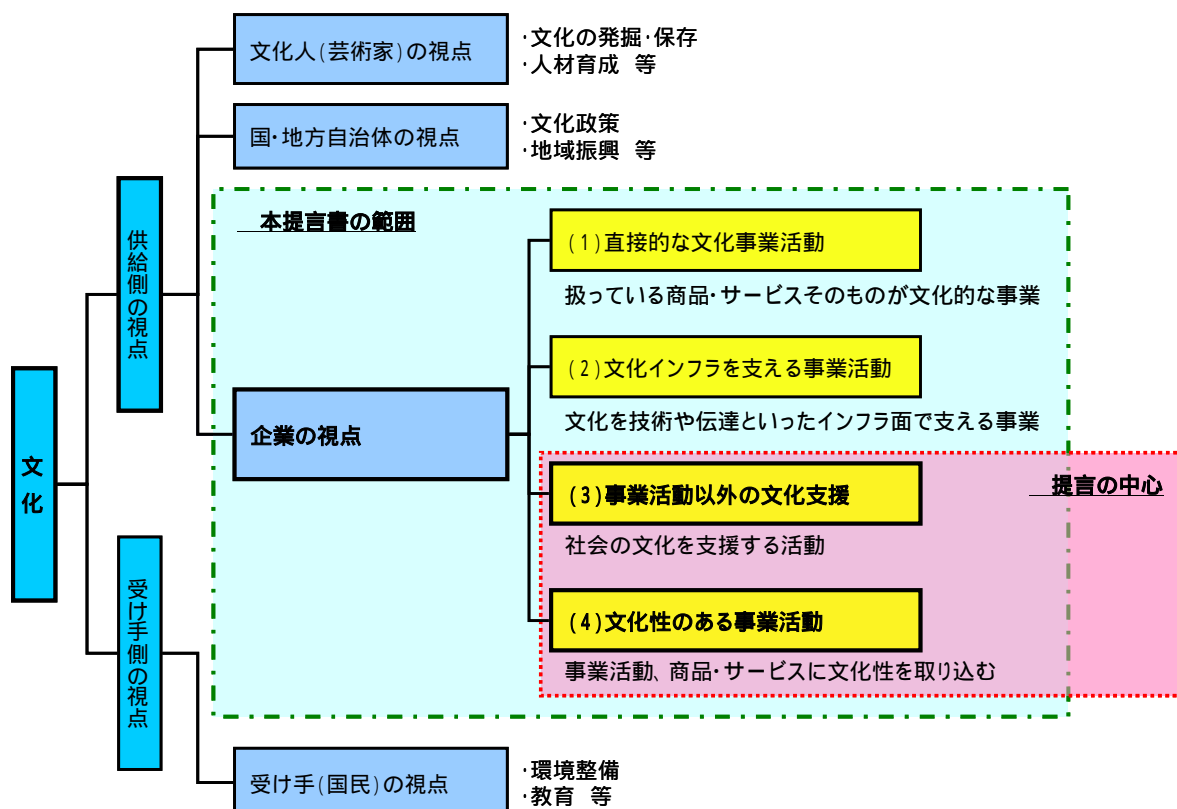 文化人(芸術家)の視点
・文化の発掘・保存
・人材育成 等
国・地方自治体の視点
・文化政策
・地域振興 等
供給側の視点
本提言書の範囲
(1)直接的な文化事業活動
扱っている商品・サービスそのものが文化的な事業
(2)文化インフラを支える事業活動
文化を技術や伝達といったインフラ面で支える事業
企業の視点
文化
(3)事業活動以外の文化支援
提言の中心
社会の文化を支援する活動
(4)文化性のある事業活動
事業活動、商品・サービスに文化性を取り込む
受け手側の視点
受け手(国民)の視点
・環境整備
・教育 等